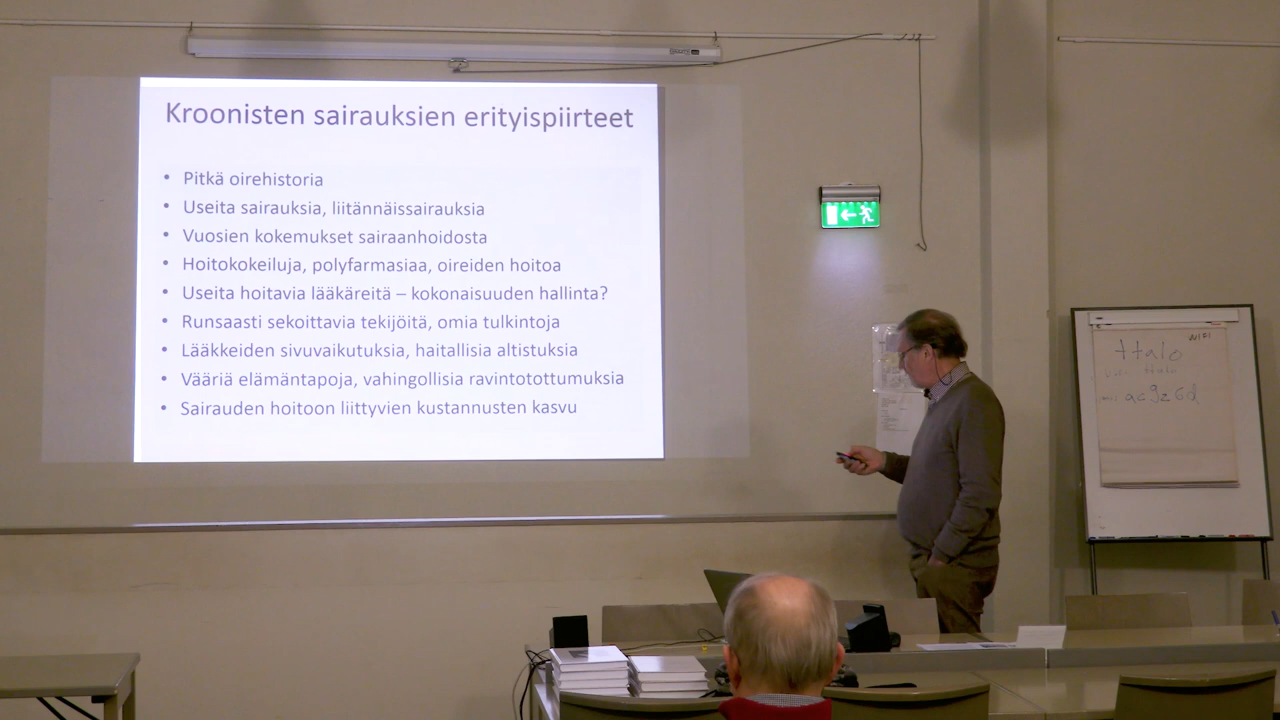 Kroonisten sairauksien erityispiirteet
• Pitkä oirehistoria
• Useita sairauksia, liitännäissairauksia
• Vuosien kokemukset sairaanhoidosta
• Hoitokokeiluja, polyfarmasiaa, oireiden hoitoa
• Useita hoitavia lääkäreitä – kokonaisuuden hallinta?
• Runsaasti sekoittavia tekijöitä, omia tulkintoja
• Lääkkeiden sivuvaikutuksia, haitallisia altistuksia
• Vääriä elämäntapoja, vahingollisia ravintotottumuksia
• Sairauden hoitoon liittyvien kustannusten kasvu
WIFI
Halo